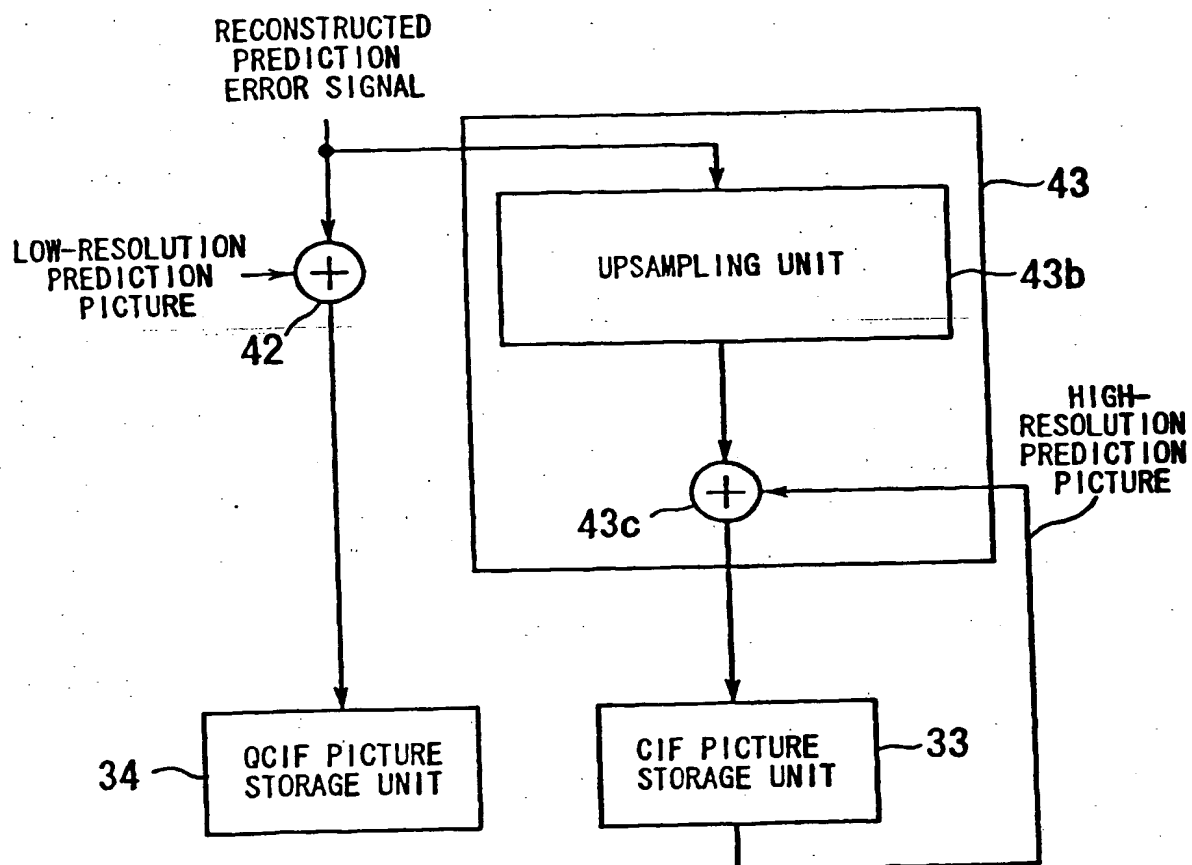 RECONSTRUCTED
PREDICTION
ERROR SIGNAL
43
LOW-RESOLUTION
PREDICTION
PICTURE
+
42
UPSAMPLING UNIT
43b
HIGH-
RESOLUTION
PREDICTION
PICTURE
+
43c
34
QCIF PICTURE
STORAGE UNIT
CIF PICTURE
STORAGE UNIT
33